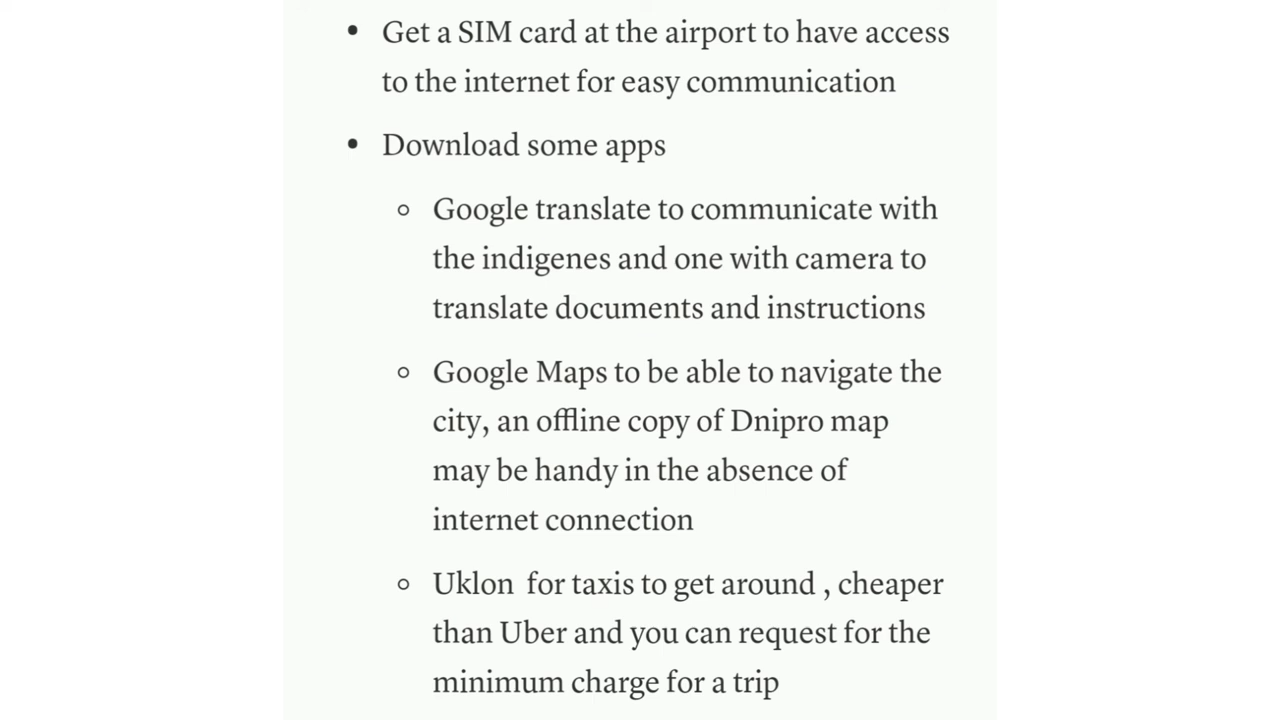 • Get a SIM card at the airport to have access
to the internet for easy communication
• Download some apps
◦ Google translate to communicate with
the indigenes and one with camera to
translate documents and instructions
◦ Google Maps to be able to navigate the
city, an offline copy of Dnipro map
may be handy in the absence of
internet connection
◦ Uklon  for taxis to get around , cheaper
than Uber and you can request for the
minimum charge for a trip